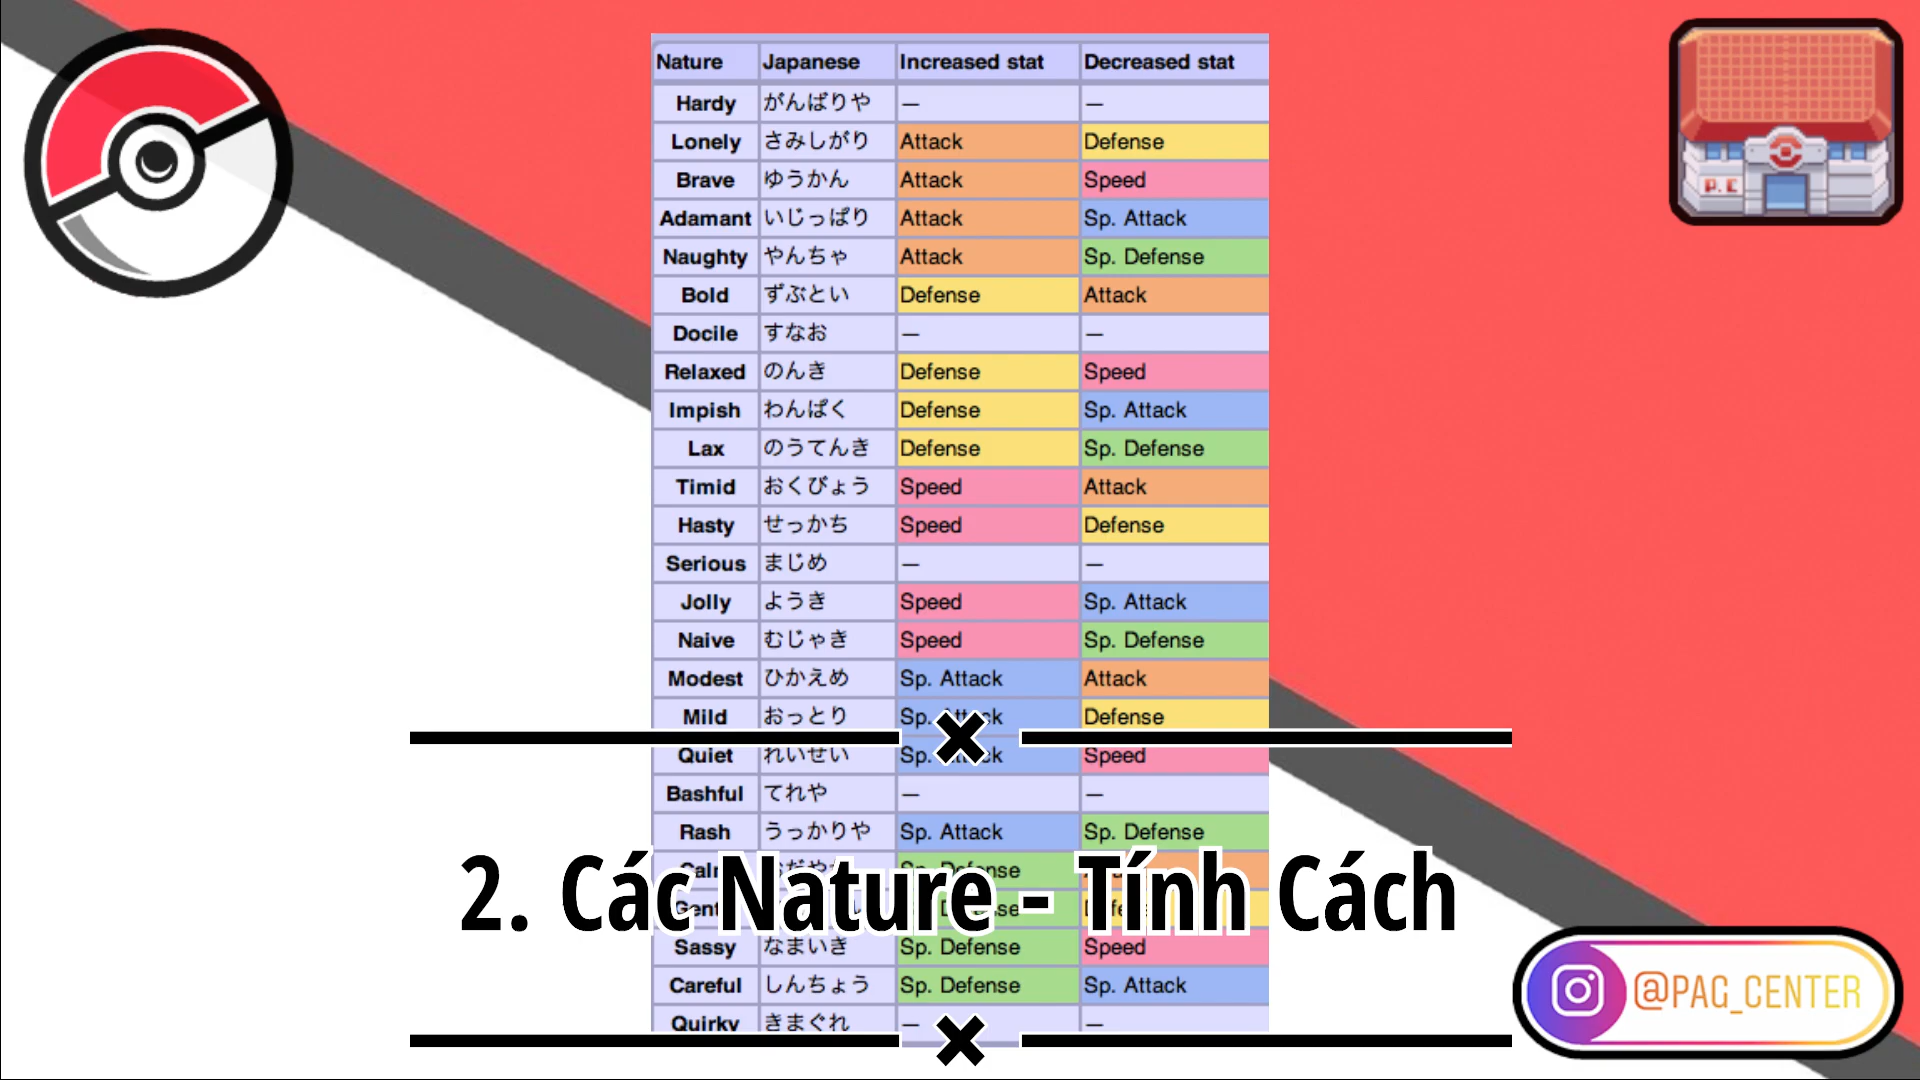 Nature Japanese Increased stat Decreased stat
Hardy がんばりや — —
Lonely さみしがり Attack Defense
Brave ゆうかん Attack Speed
Adamant いじっぱり Attack Sp. Attack
Naughty やんちゃ Attack Sp. Defense
Bold ずぶとい Defense Attack
Docile すなお — —
Relaxed のんき Defense Speed
Impish わんぱく Defense Sp. Attack
Lax のうてんき Defense Sp. Defense
Timid おくびょう Speed Attack
Hasty せっかち Speed Defense
Serious まじめ — —
Jolly ようき Speed Sp. Attack
Naive むじゃき Speed Sp. Defense
Modest ひかえめ Sp. Attack Attack
Mild おっとり Sp. Attack Defense
Quiet れいせい Sp. Attack Speed
Bashful てれや — —
Rash うっかりや Sp. Attack Sp. Defense
2. Các Nature - Tính Cách
Sassy なまいき Sp. Defense Speed
Careful しんちょう Sp. Defense Sp. Attack
Quirky きまぐれ — —
P.C
@PAG_CENTER